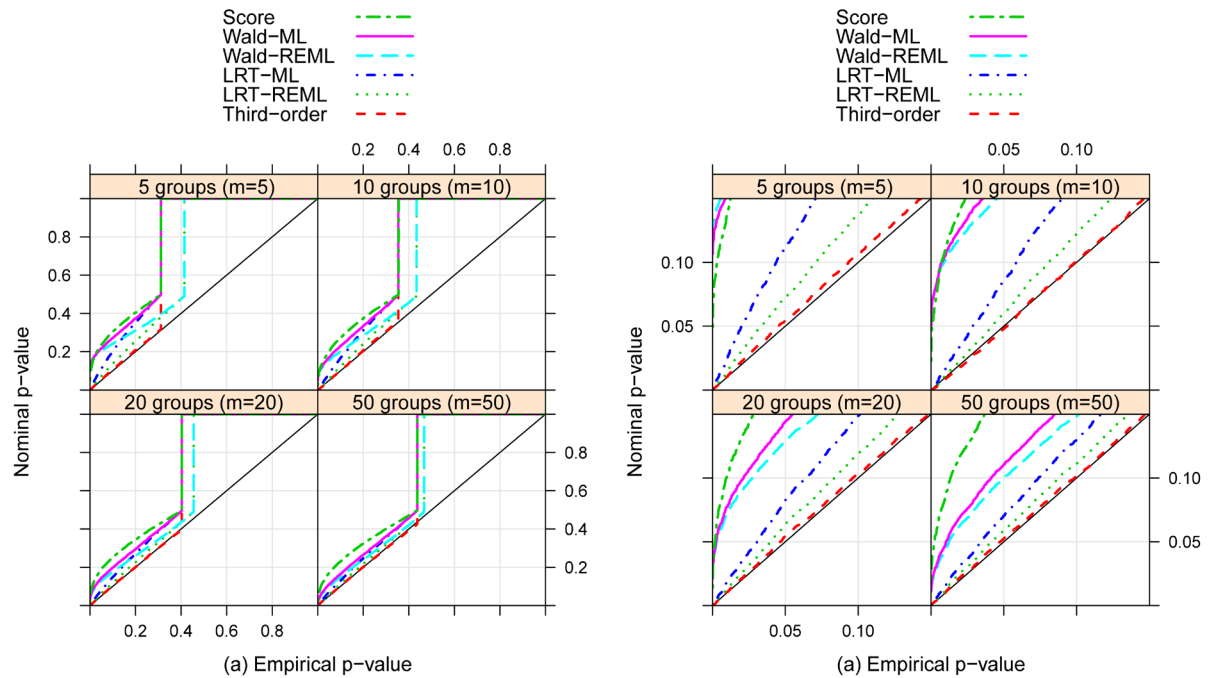 Score
Wald−ML
Wald−REML
LRT−ML
LRT−REML
Third−order
0.2 0.4 0.6 0.8
5 groups (m=5)
10 groups (m=10)
0.8
0.6
0.4
0.2
20 groups (m=20)
50 groups (m=50)
0.8
0.6
0.4
0.2
0.2 0.4 0.6 0.8
Nominal p−value
(a) Empirical p−value
Score
Wald−ML
Wald−REML
LRT−ML
LRT−REML
Third−order
0.05 0.10
5 groups (m=5)
10 groups (m=10)
0.10
0.05
20 groups (m=20)
50 groups (m=50)
0.10
0.05
0.05 0.10
Nominal p−value
(a) Empirical p−value